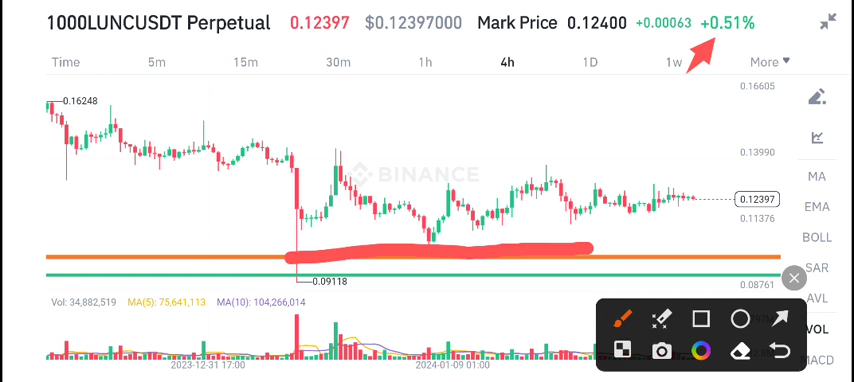 1000LUNCUSDT Perpetual 0.12397 $0.12397000 Mark Price 0.12400 +0.00063 +0.51%
Time 5m 15m 30m 1h 4h 1D 1w More
0.16605
0.16248
0.13990
BINANCE
MA
0.12397
EMA
0.11376
BOLL
SAR
0.09118
0.08761
AVL
Vol: 34,882,519 MA(5): 75,641,113 MA(10): 104,266,014
VOL
MACD
2023-12-31 17:00 2024-01-09 01:00